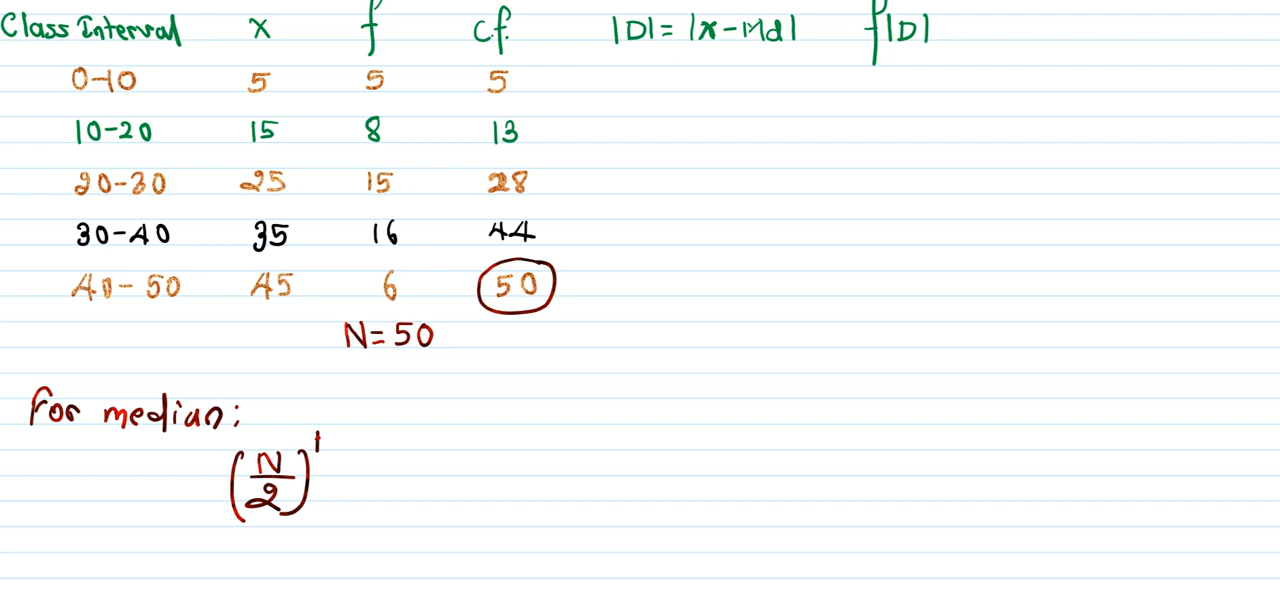 Class Interval x f c.f. |D| = |x - Md| f|D|
0-10 5 5 5
10-20 15 8 13
20-30 25 15 28
30-40 35 16 44
40-50 45 6 50
N = 50
For median:
(N/2)